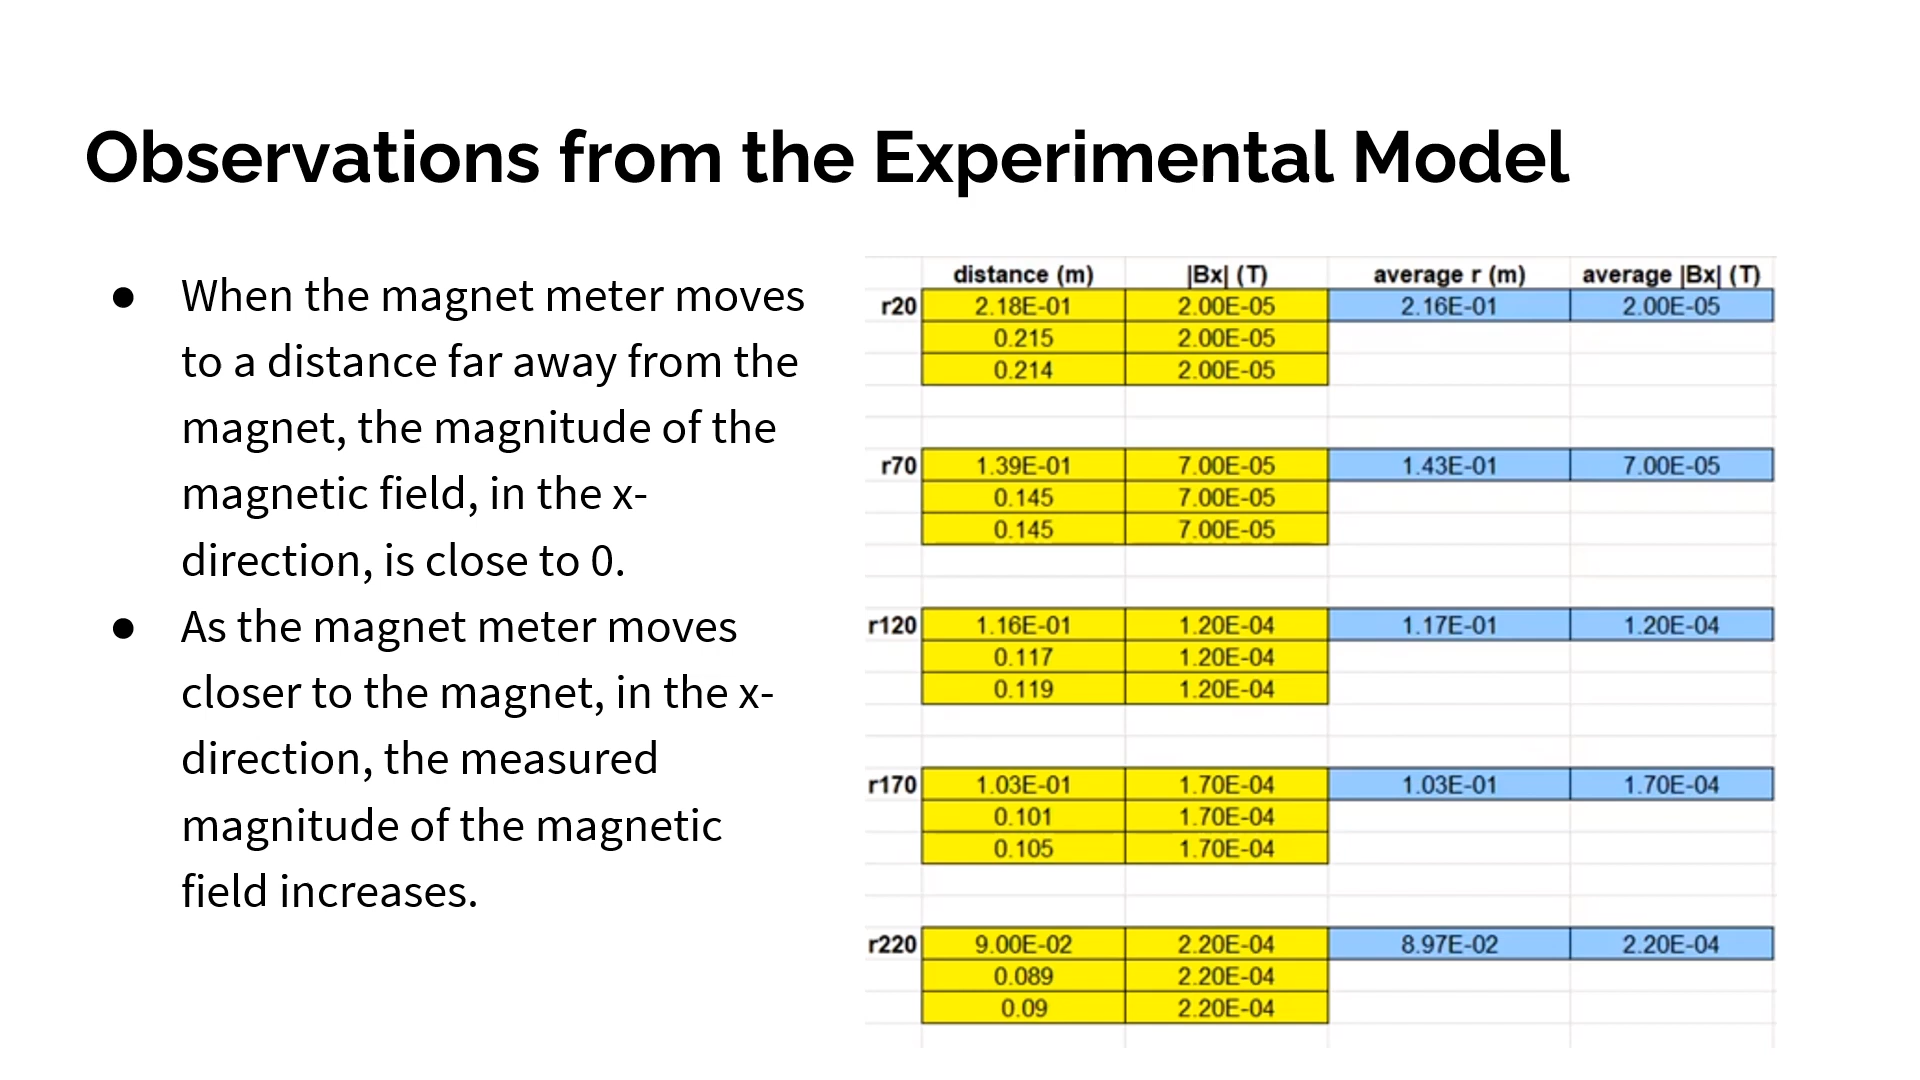 Observations from the Experimental Model
● When the magnet meter moves
to a distance far away from the
magnet, the magnitude of the
magnetic field, in the x-
direction, is close to 0.
● As the magnet meter moves
closer to the magnet, in the x-
direction, the measured
magnitude of the magnetic
field increases.
distance (m) |Bx| (T) average r (m) average |Bx| (T)
r20 2.18E-01 2.00E-05 2.16E-01 2.00E-05
0.215 2.00E-05
0.214 2.00E-05
r70 1.39E-01 7.00E-05 1.43E-01 7.00E-05
0.145 7.00E-05
0.145 7.00E-05
r120 1.16E-01 1.20E-04 1.17E-01 1.20E-04
0.117 1.20E-04
0.119 1.20E-04
r170 1.03E-01 1.70E-04 1.03E-01 1.70E-04
0.101 1.70E-04
0.105 1.70E-04
r220 9.00E-02 2.20E-04 8.97E-02 2.20E-04
0.089 2.20E-04
0.09 2.20E-04